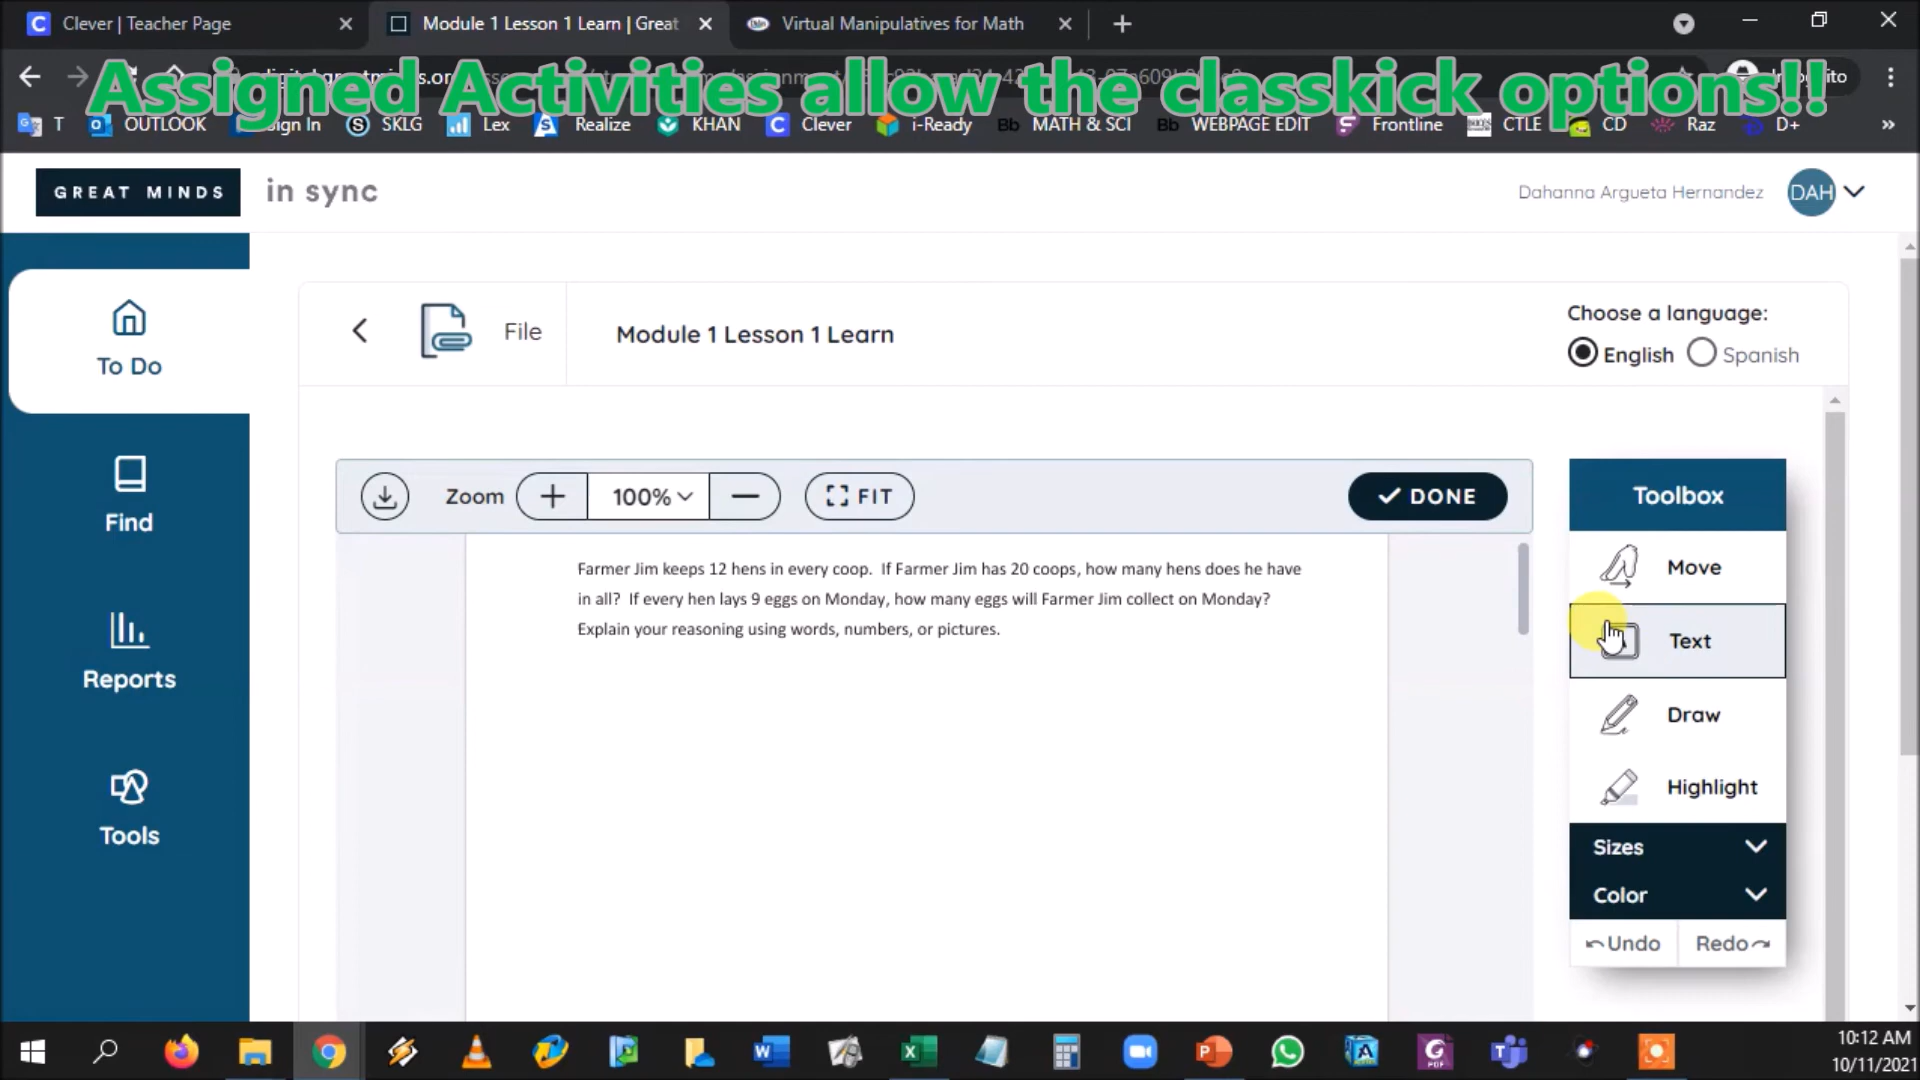 Clever | Teacher Page
Module 1 Lesson 1 Learn | Great
Virtual Manipulatives for Math
Assigned Activities allow the classkick options!!
T
OUTLOOK
Sign In
SKLG
Lex
Realize
KHAN
Clever
i-Ready
MATH & SCI
WEBPAGE EDIT
Frontline
CTLE
CD
Raz
D+
GREAT MINDS
in sync
Dahanna Argueta Hernandez
DAH
To Do
Find
Reports
Tools
File
Module 1 Lesson 1 Learn
Choose a language:
English
Spanish
Zoom
100%
FIT
DONE
Farmer Jim keeps 12 hens in every coop. If Farmer Jim has 20 coops, how many hens does he have
in all? If every hen lays 9 eggs on Monday, how many eggs will Farmer Jim collect on Monday?
Explain your reasoning using words, numbers, or pictures.
Toolbox
Move
Text
Draw
Highlight
Sizes
Color
Undo
Redo
10:12 AM
10/11/2021